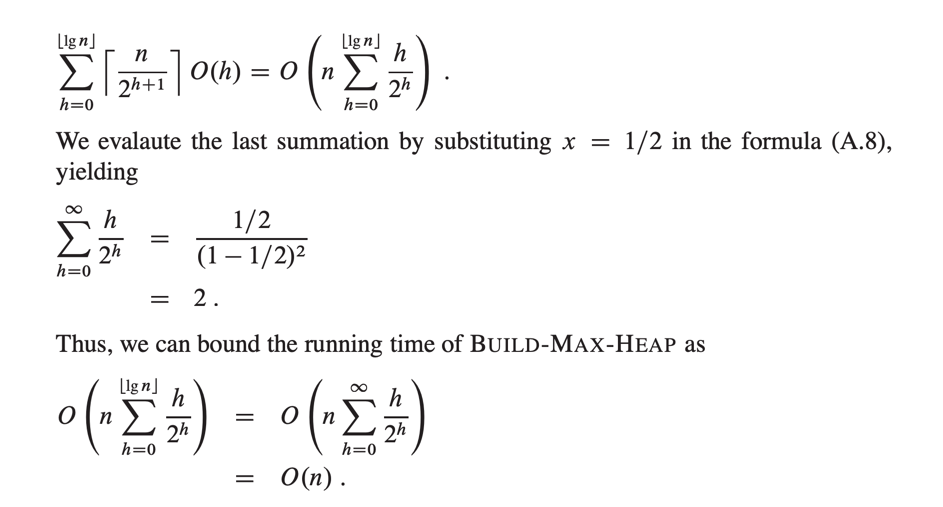 $$\sum_{h=0}^{\lfloor \lg n \rfloor} \left\lceil \frac{n}{2^{h+1}} \right\rceil O(h) = O\left( n \sum_{h=0}^{\lfloor \lg n \rfloor} \frac{h}{2^h} \right) .$$
We evalaute the last summation by substituting $x = 1/2$ in the formula (A.8),
yielding
$$\sum_{h=0}^{\infty} \frac{h}{2^h} = \frac{1/2}{(1 - 1/2)^2}$$
$$= 2 .$$
Thus, we can bound the running time of BUILD-MAX-HEAP as
$$O\left( n \sum_{h=0}^{\lfloor \lg n \rfloor} \frac{h}{2^h} \right) = O\left( n \sum_{h=0}^{\infty} \frac{h}{2^h} \right)$$
$$= O(n) .$$